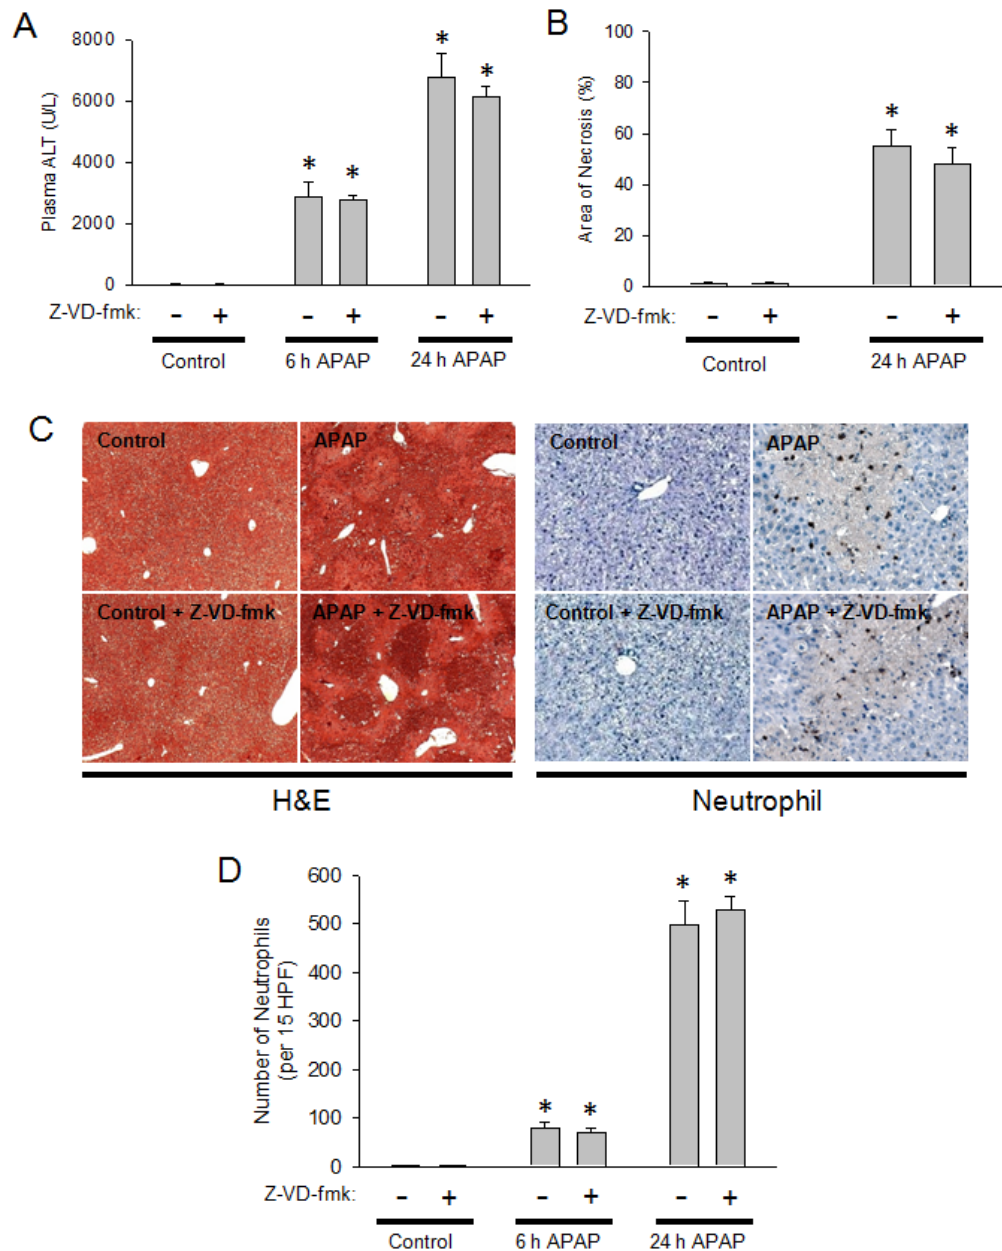 A
8000
6000
4000
2000
0
Plasma ALT (U/L)
* * * *
Z-VD-fmk: - + - + - +
Control 6 h APAP 24 h APAP
B
100
80
60
40
20
0
Area of Necrosis (%)
* *
Z-VD-fmk: - + - +
Control 24 h APAP
C
Control APAP Control APAP
Control + Z-VD-fmk APAP + Z-VD-fmk Control + Z-VD-fmk APAP + Z-VD-fmk
H&E Neutrophil
D
600
500
400
300
200
100
0
Number of Neutrophils
(per 15 HPF)
* * * *
Z-VD-fmk: - + - + - +
Control 6 h APAP 24 h APAP